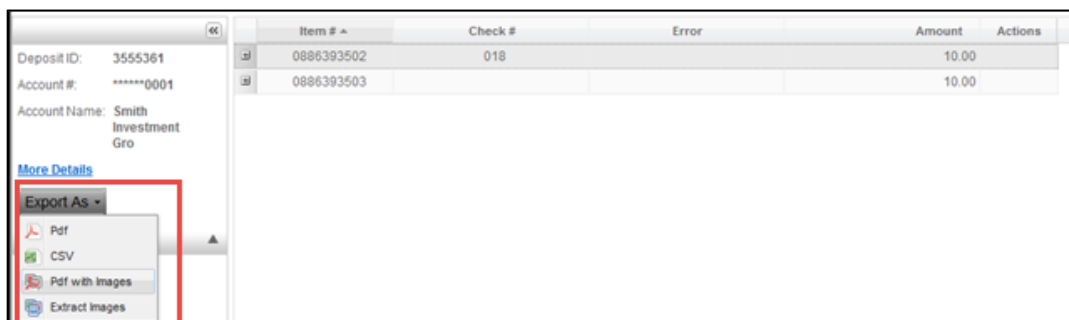 Item # Check # Error Amount Actions
Deposit ID: 3555361
Account #: ******0001
Account Name: Smith
Investment
Gro
More Details
Export As
Pdf
CSV
Pdf with Images
Extract Images
0886393502 018 10.00
0886393503 10.00